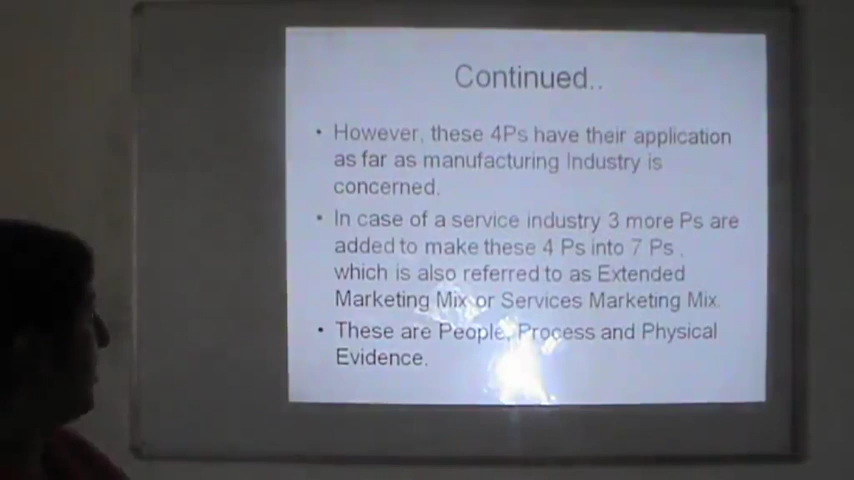 Continued..
• However, these 4Ps have their application
as far as manufacturing Industry is
concerned.
• In case of a service industry 3 more Ps are
added to make these 4 Ps into 7 Ps ,
which is also referred to as Extended
Marketing Mix or Services Marketing Mix.
• These are People, Process and Physical
Evidence.